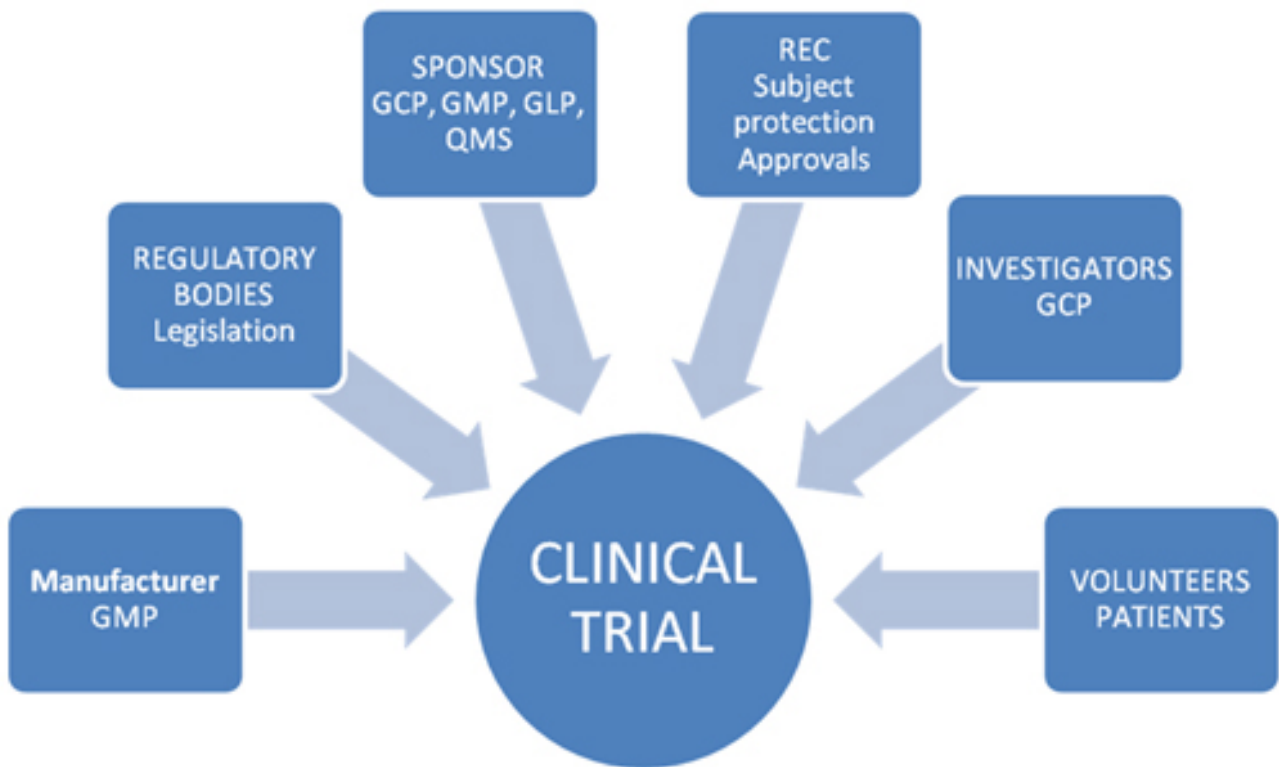 SPONSOR
GCP, GMP, GLP,
QMS
REC
Subject
protection
Approvals
REGULATORY
BODIES
Legislation
INVESTIGATORS
GCP
Manufacturer
GMP
CLINICAL
TRIAL
VOLUNTEERS
PATIENTS